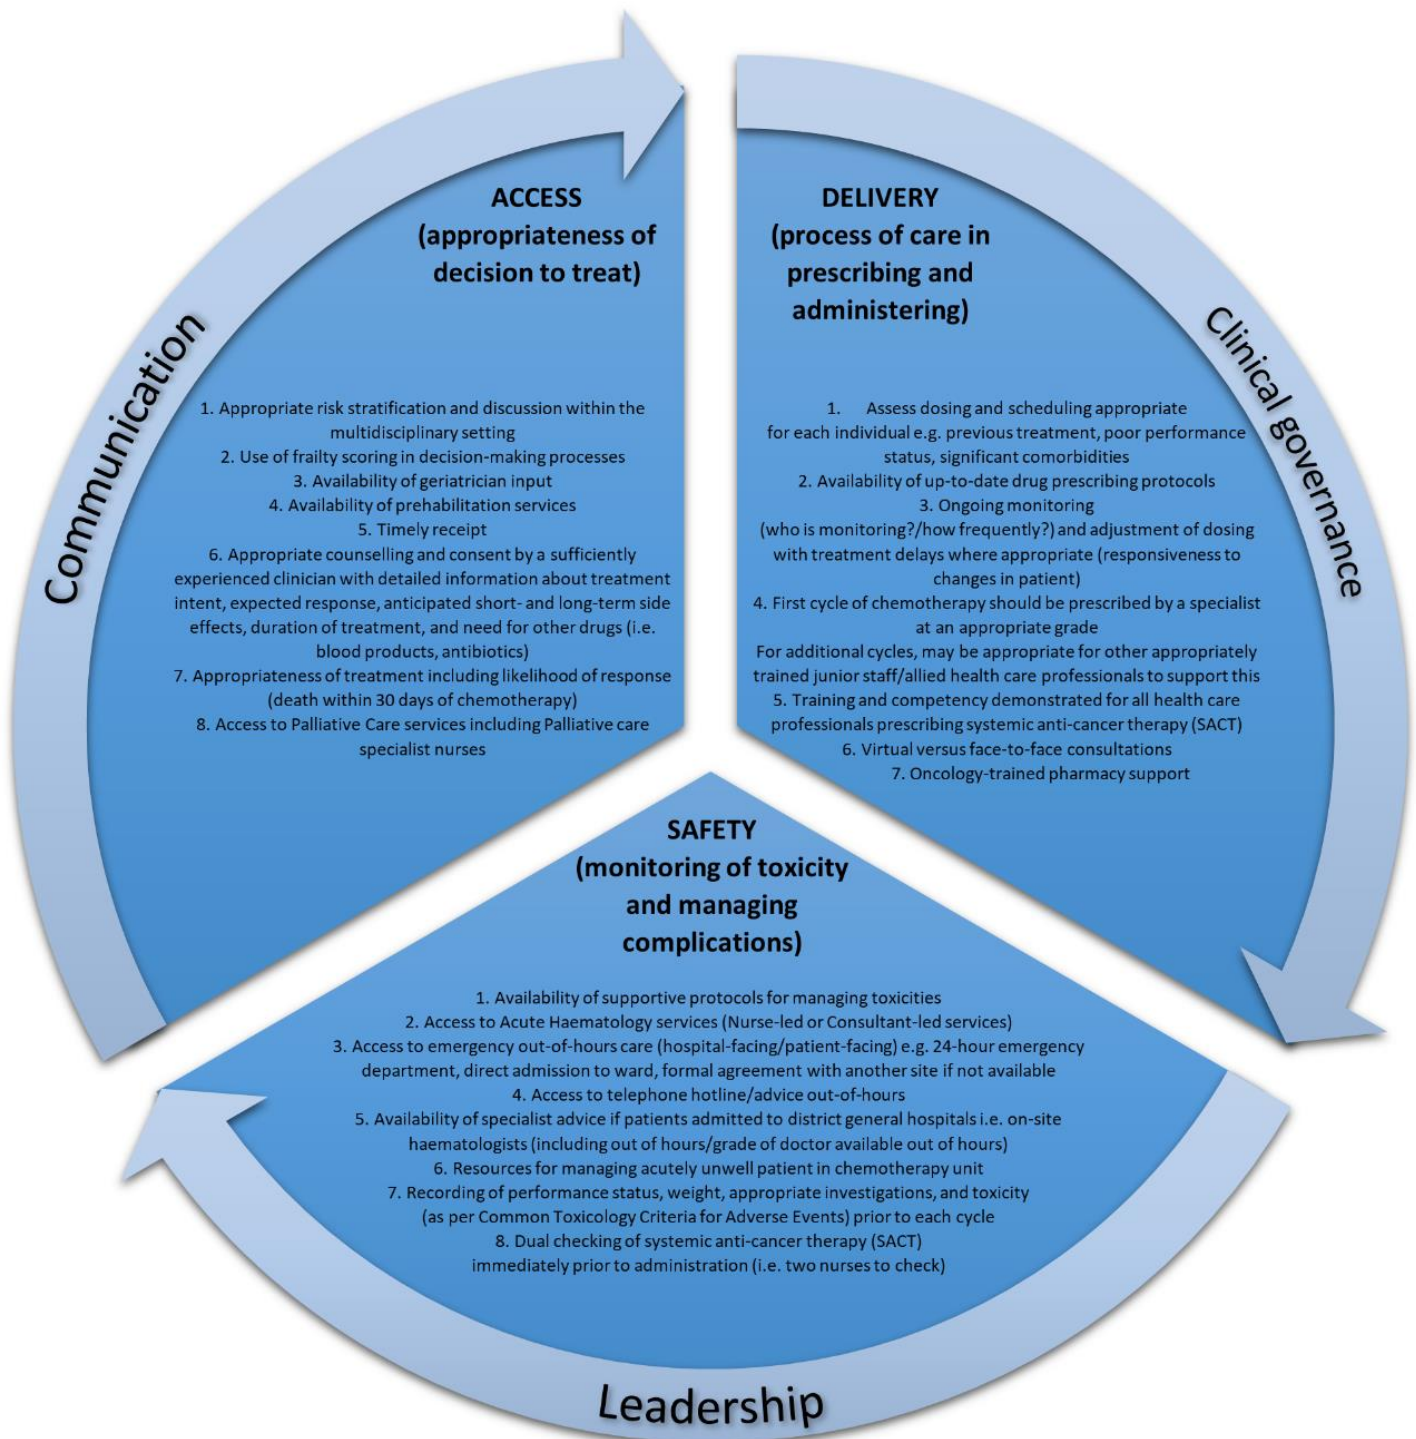 Communication
ACCESS
(appropriateness of
decision to treat)
1. Appropriate risk stratification and discussion within the
multidisciplinary setting
2. Use of frailty scoring in decision-making processes
3. Availability of geriatrician input
4. Availability of prehabilitation services
5. Timely receipt
6. Appropriate counselling and consent by a sufficiently
experienced clinician with detailed information about treatment
intent, expected response, anticipated short- and long-term side
effects, duration of treatment, and need for other drugs (i.e.
blood products, antibiotics)
7. Appropriateness of treatment including likelihood of response
(death within 30 days of chemotherapy)
8. Access to Palliative Care services including Palliative care
specialist nurses
Clinical governance
DELIVERY
(process of care in
prescribing and
administering)
1. Assess dosing and scheduling appropriate
for each individual e.g. previous treatment, poor performance
status, significant comorbidities
2. Availability of up-to-date drug prescribing protocols
3. Ongoing monitoring
(who is monitoring?/how frequently?) and adjustment of dosing
with treatment delays where appropriate (responsiveness to
changes in patient)
4. First cycle of chemotherapy should be prescribed by a specialist
at an appropriate grade
For additional cycles, may be appropriate for other appropriately
trained junior staff/allied health care professionals to support this
5. Training and competency demonstrated for all health care
professionals prescribing systemic anti-cancer therapy (SACT)
6. Virtual versus face-to-face consultations
7. Oncology-trained pharmacy support
SAFETY
(monitoring of toxicity
and managing
complications)
1. Availability of supportive protocols for managing toxicities
2. Access to Acute Haematology services (Nurse-led or Consultant-led services)
3. Access to emergency out-of-hours care (hospital-facing/patient-facing) e.g. 24-hour emergency
department, direct admission to ward, formal agreement with another site if not available
4. Access to telephone hotline/advice out-of-hours
5. Availability of specialist advice if patients admitted to district general hospitals i.e. on-site
haematologists (including out of hours/grade of doctor available out of hours)
6. Resources for managing acutely unwell patient in chemotherapy unit
7. Recording of performance status, weight, appropriate investigations, and toxicity
(as per Common Toxicology Criteria for Adverse Events) prior to each cycle
8. Dual checking of systemic anti-cancer therapy (SACT)
immediately prior to administration (i.e. two nurses to check)
Leadership